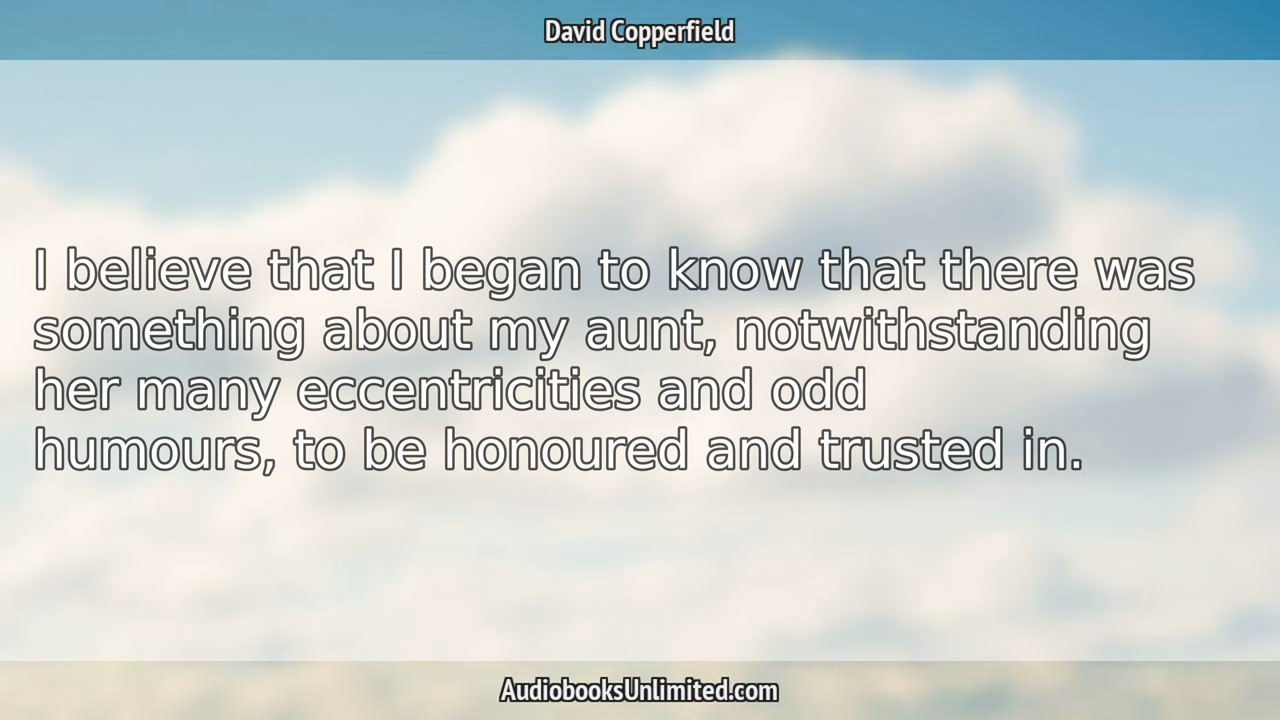 David Copperfield
I believe that I began to know that there was
something about my aunt, notwithstanding
her many eccentricities and odd
humours, to be honoured and trusted in.
AudiobooksUnlimited.com